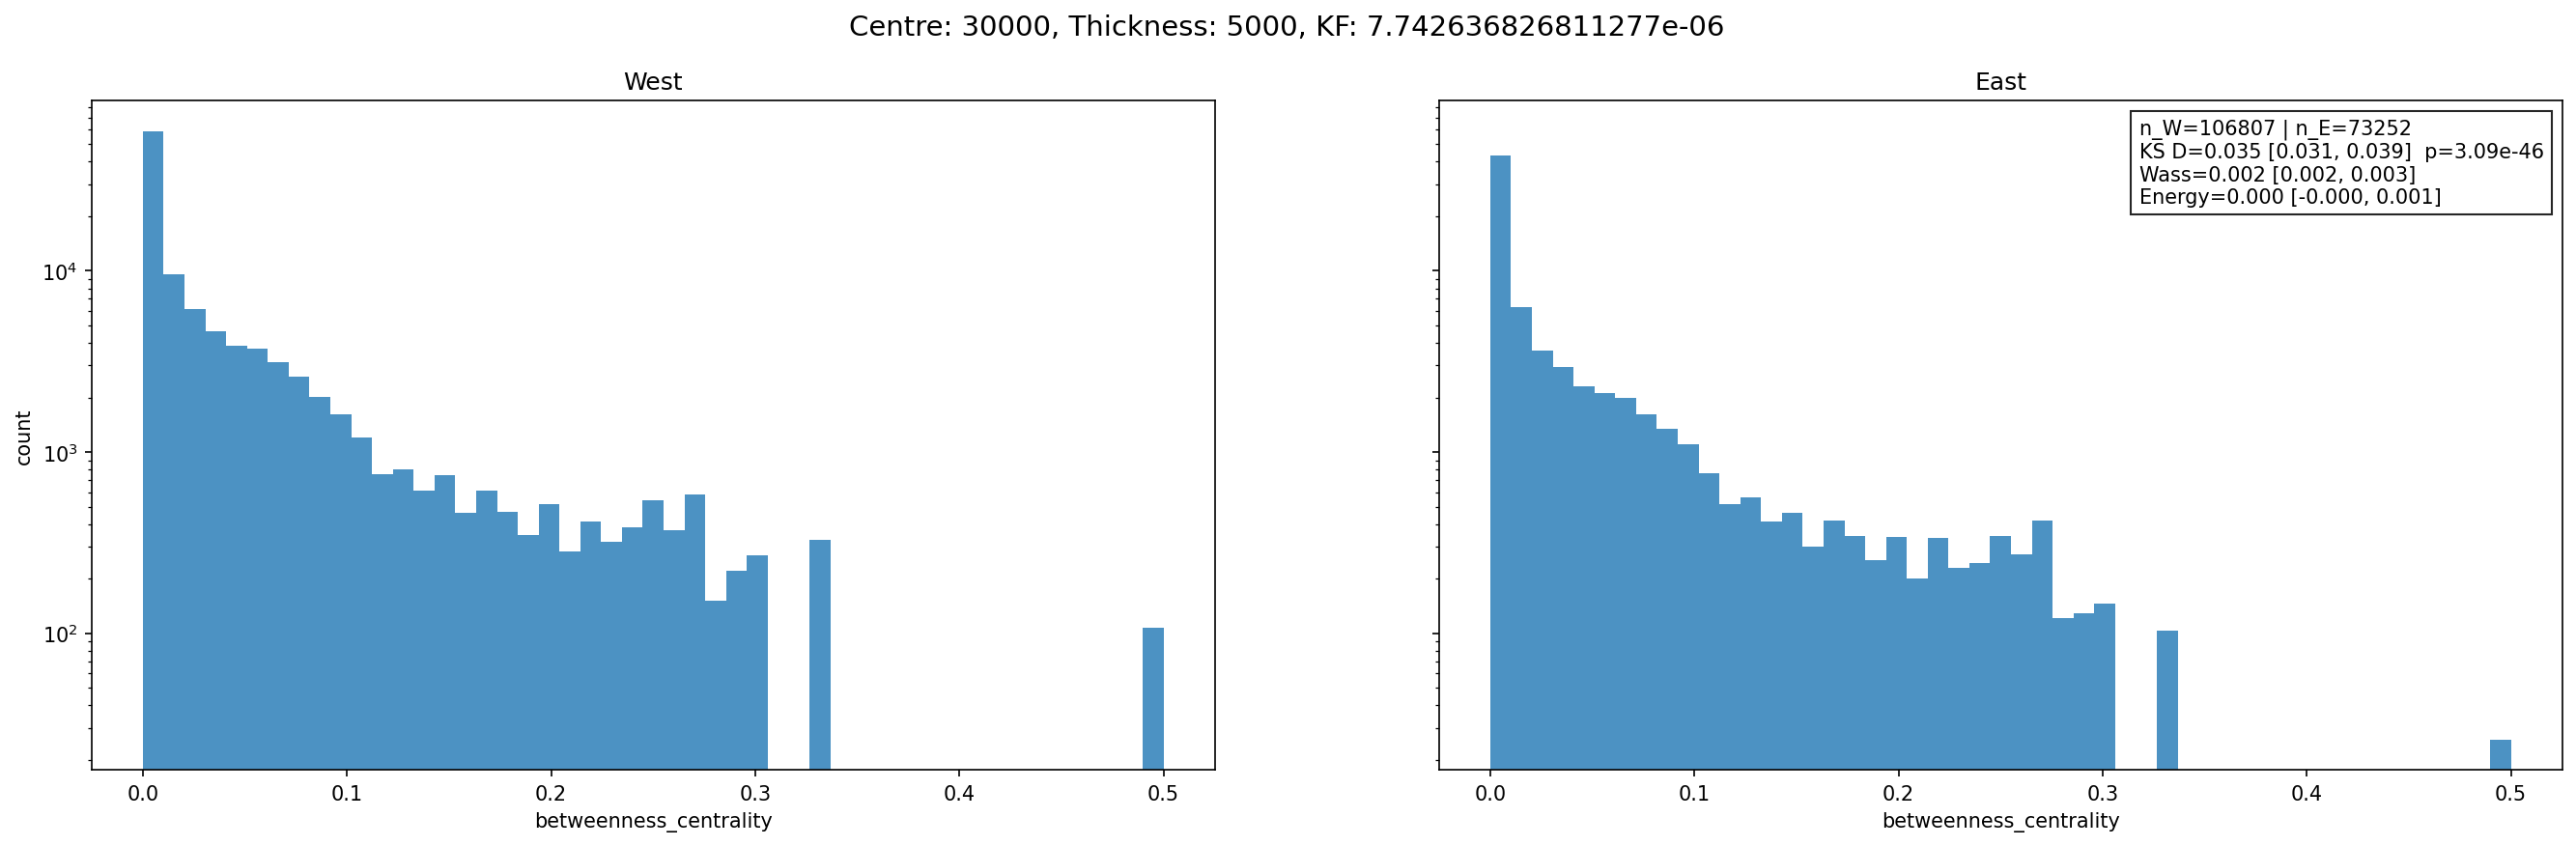 Centre: 30000, Thickness: 5000, KF: 7.742636826811277e-06
West
count
10⁴
10³
10²
0.0 0.1 0.2 0.3 0.4 0.5
betweenness_centrality
East
n_W=106807 | n_E=73252
KS D=0.035 [0.031, 0.039]  p=3.09e-46
Wass=0.002 [0.002, 0.003]
Energy=0.000 [-0.000, 0.001]
0.0 0.1 0.2 0.3 0.4 0.5
betweenness_centrality